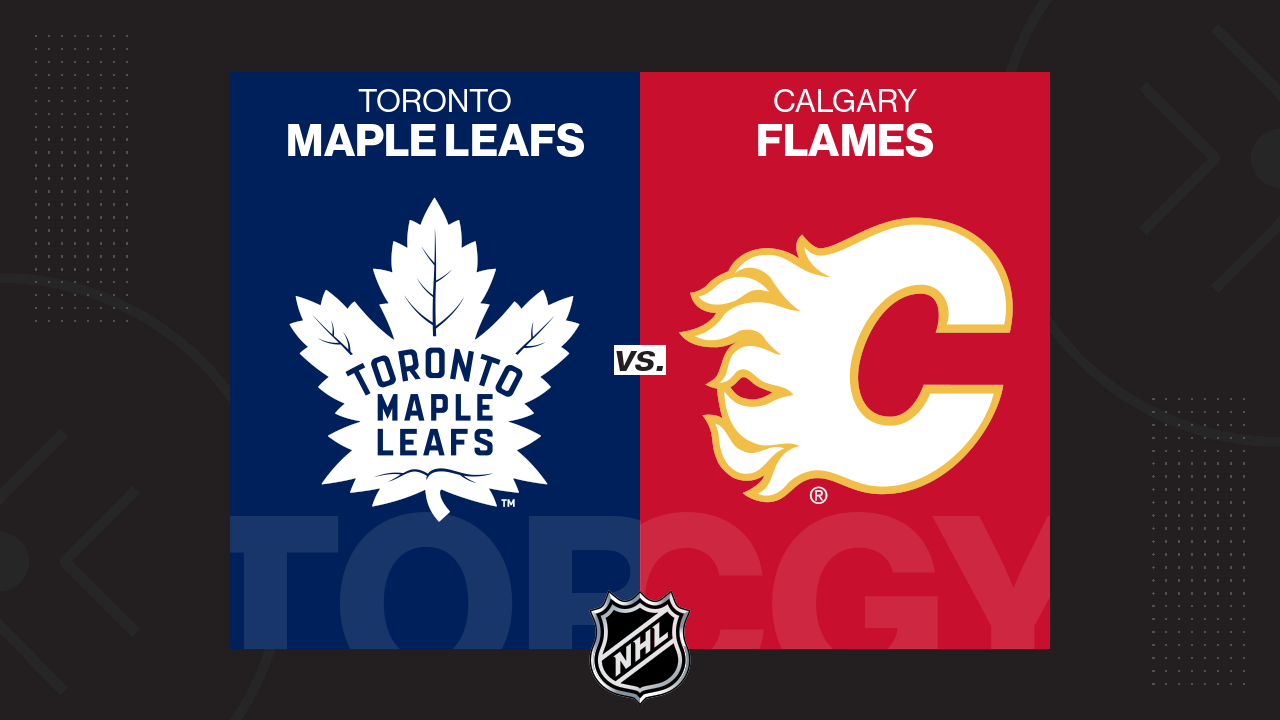 TORONTO
MAPLE LEAFS
CALGARY
FLAMES
TORONTO
MAPLE
LEAFS
TM
vs.
C
®
TOR
CGY
NHL